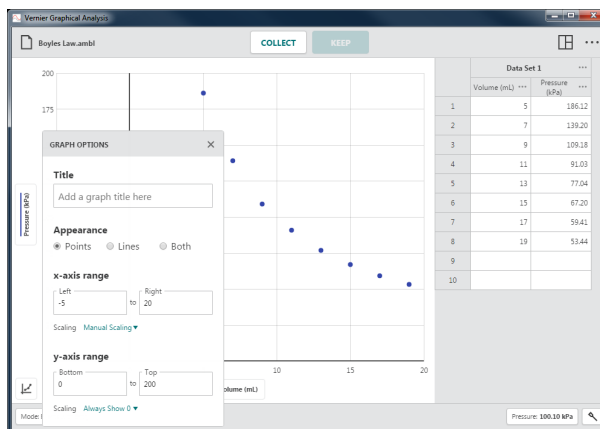 Vernier Graphical Analysis
Boyles Law.ambl
COLLECT
KEEP
200
175
Pressure (kPa)
10
15
20
olume (mL)
GRAPH OPTIONS
Title
Add a graph title here
Appearance
Points Lines Both
x-axis range
Left Right
-5 to 20
Scaling Manual Scaling
y-axis range
Bottom Top
0 to 200
Scaling Always Show 0
Data Set 1
Volume (mL) Pressure (kPa)
1 5 186.12
2 7 139.20
3 9 109.18
4 11 91.03
5 13 77.04
6 15 67.20
7 17 59.41
8 19 53.44
9
10
Mode:
Pressure: 100.10 kPa